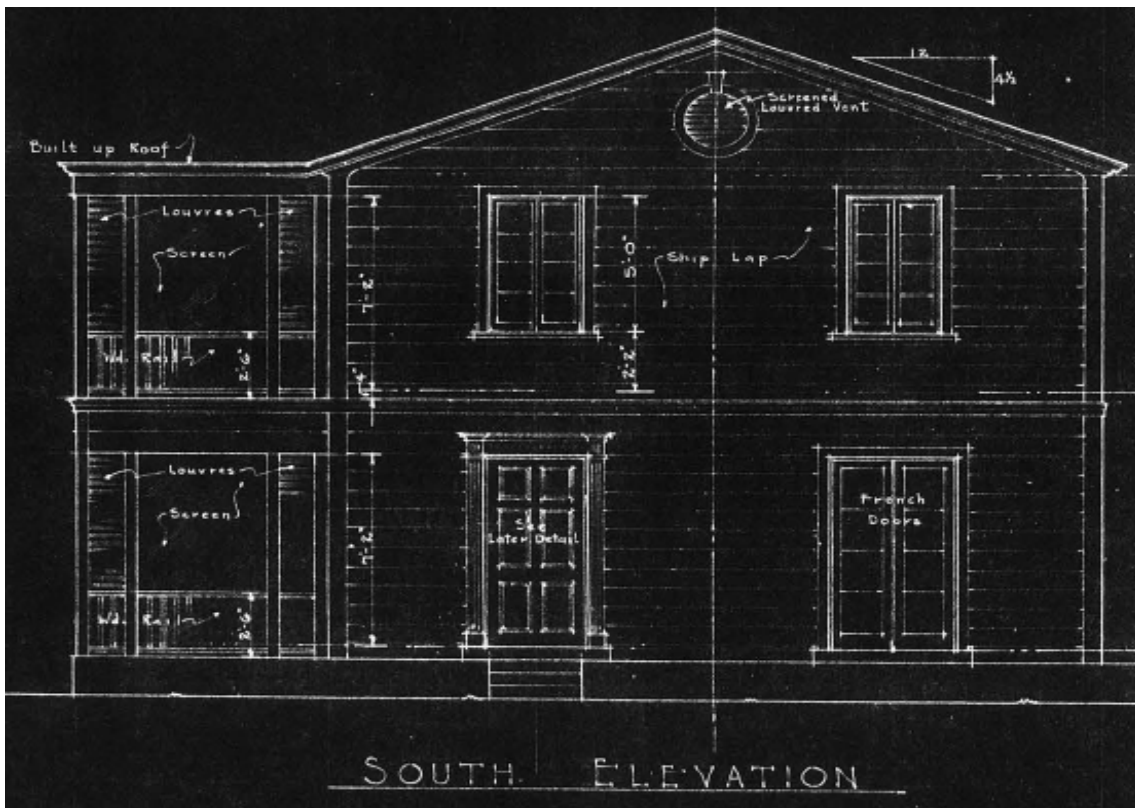 12
4½
Screened
Louvred Vent
Built up Roof
Louvres
Screen
5'-0"
Ship Lap
7'-2"
Wd. Rail
2'-6"
2'-2"
Louvres
Screen
7'-2"
See
Later Detail
French
Doors
Wd. Rail
2'-6"
SOUTH ELEVATION